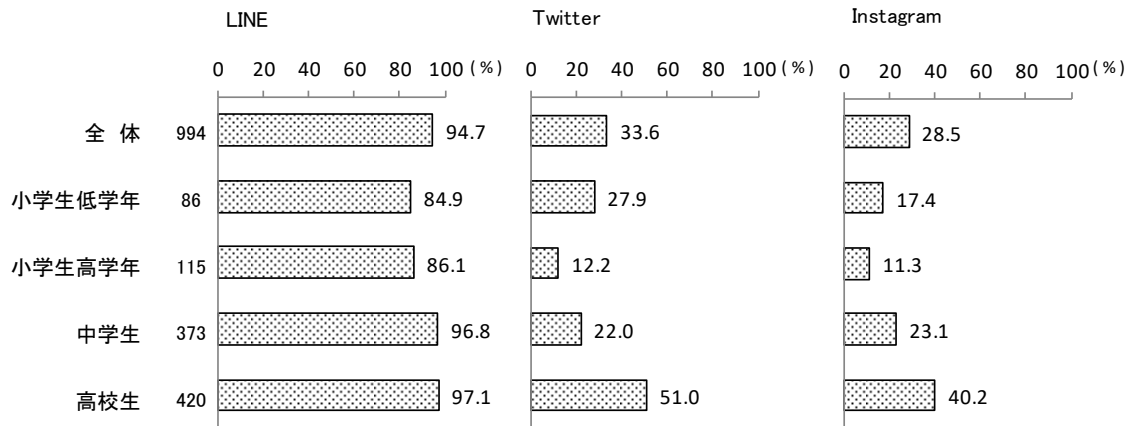 LINE Twitter Instagram
0 20 40 60 80 100 (%) 0 20 40 60 80 100 (%) 0 20 40 60 80 100 (%)
全 体 994 94.7 33.6 28.5
小学生低学年 86 84.9 27.9 17.4
小学生高学年 115 86.1 12.2 11.3
中学生 373 96.8 22.0 23.1
高校生 420 97.1 51.0 40.2